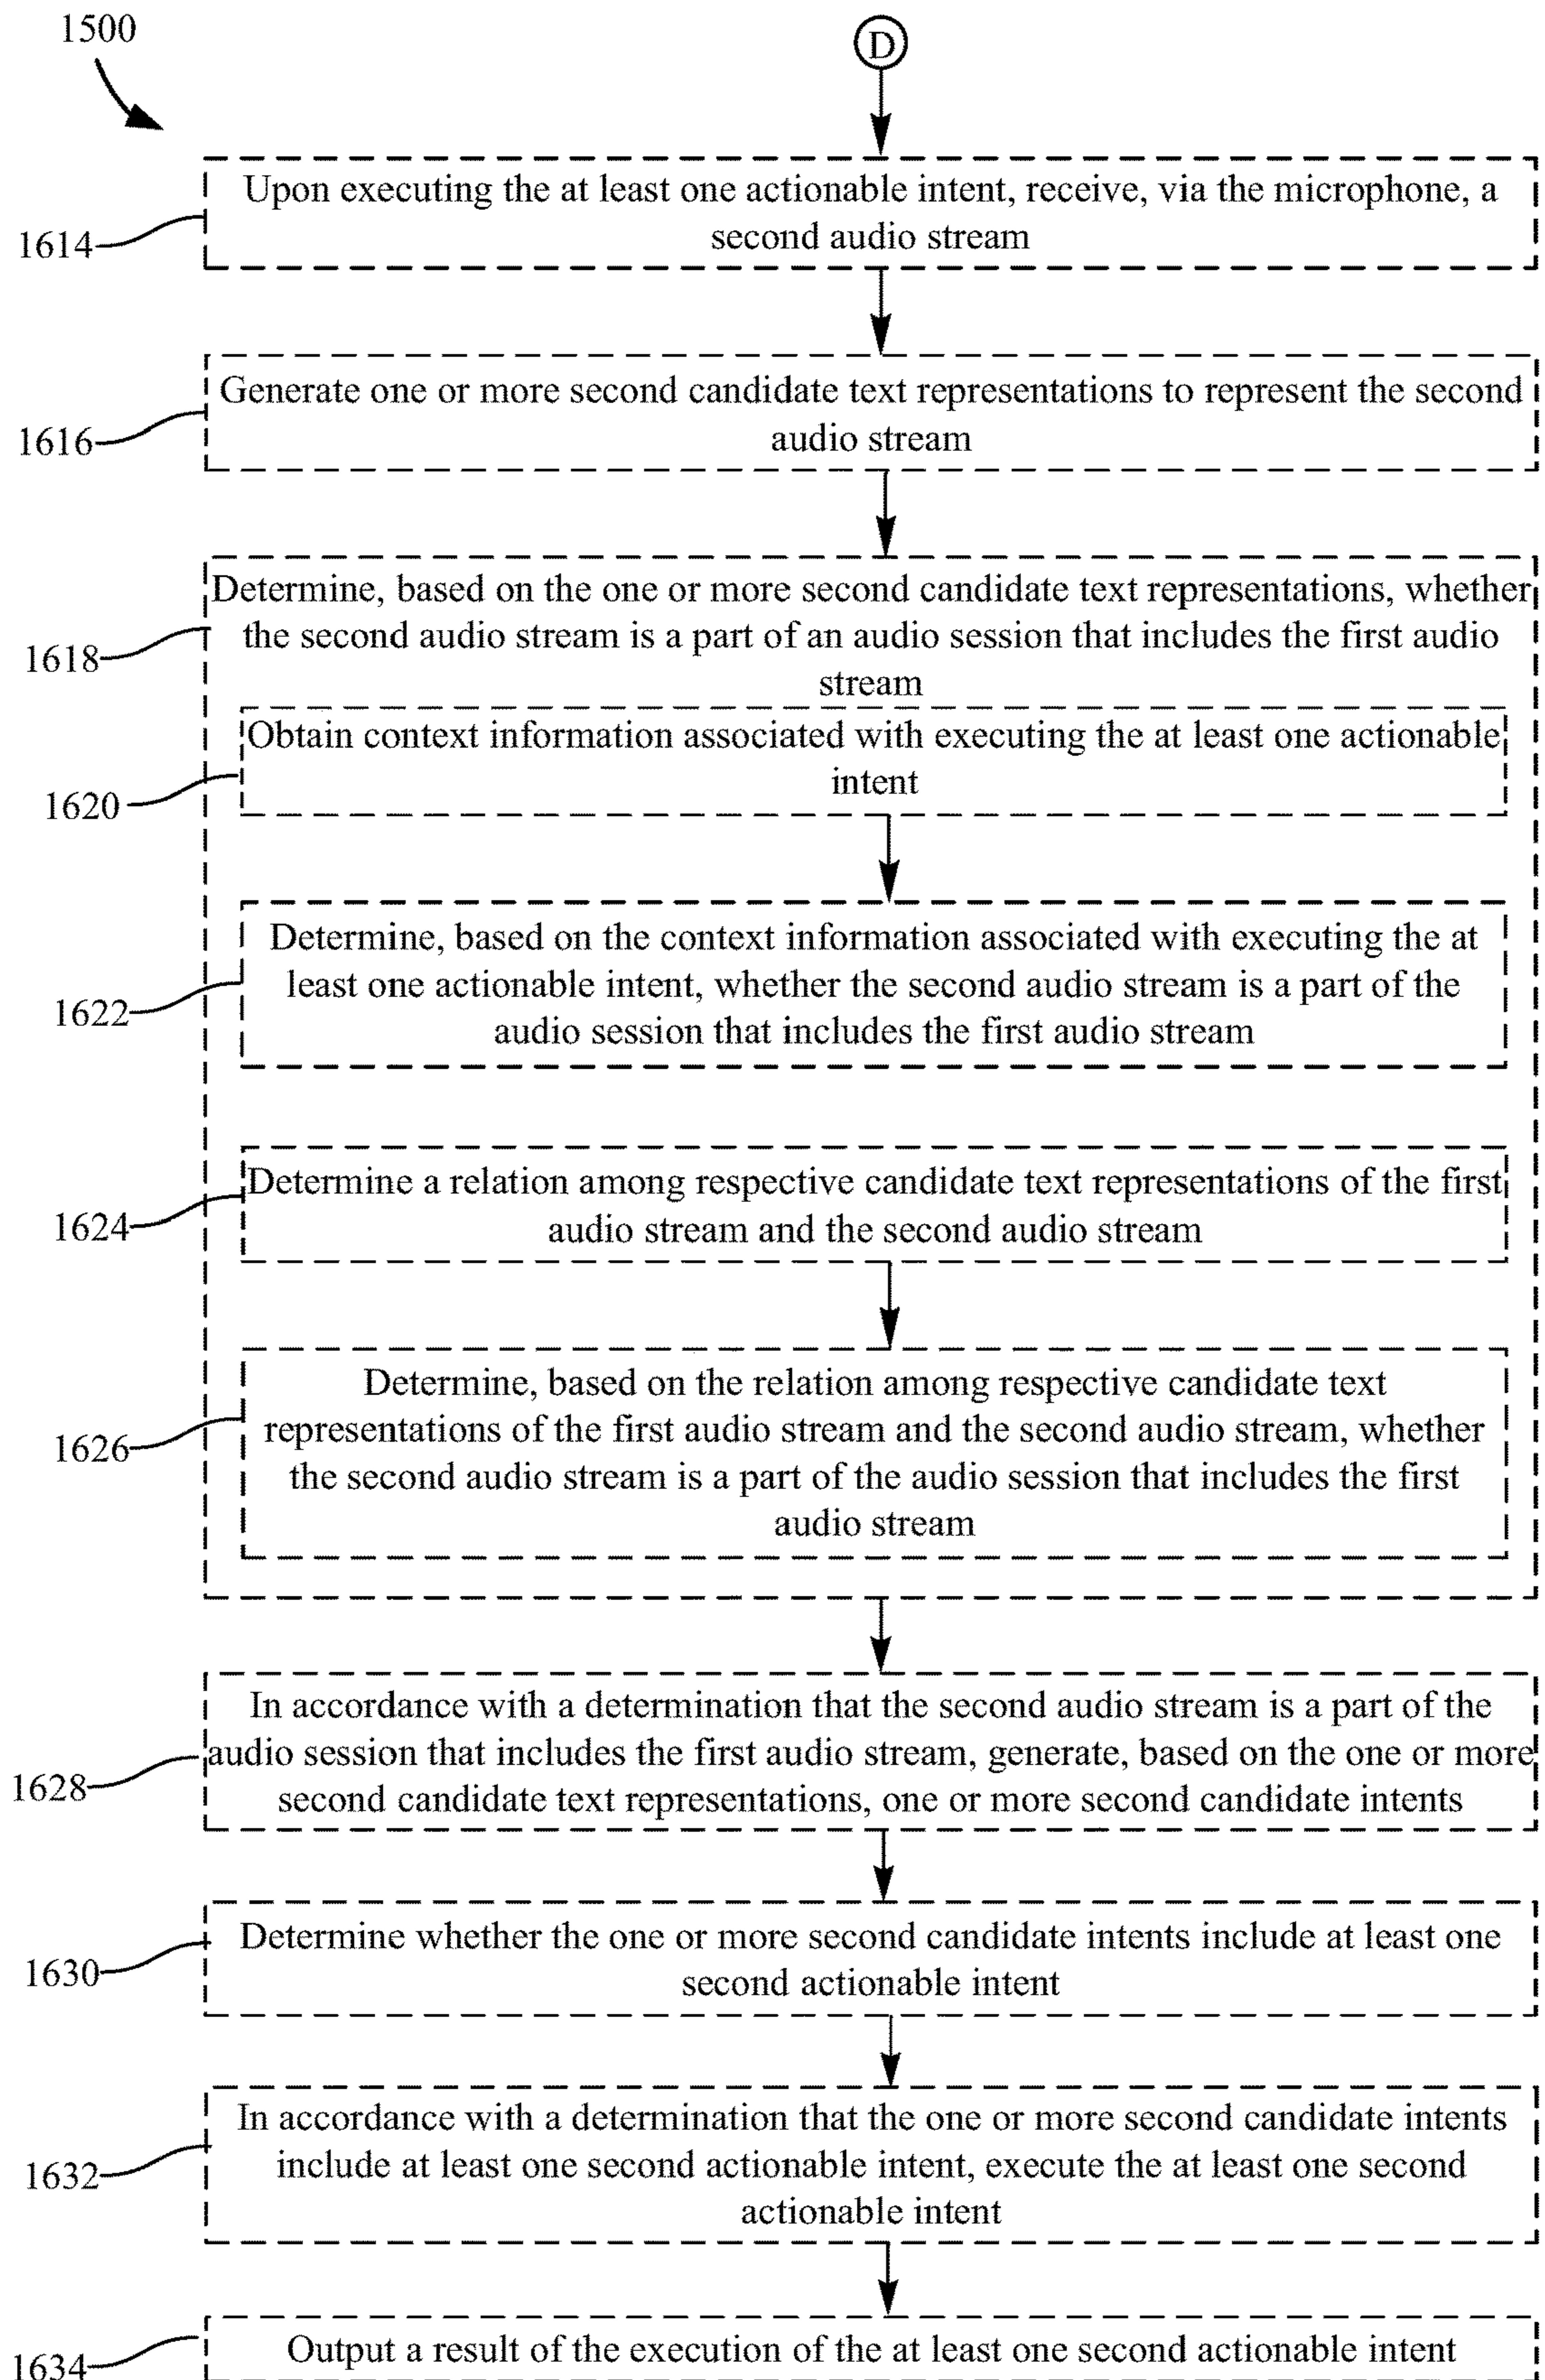 1500
D
Upon executing the at least one actionable intent, receive, via the microphone, a
second audio stream
1614
Generate one or more second candidate text representations to represent the second
audio stream
1616
Determine, based on the one or more second candidate text representations, whether
the second audio stream is a part of an audio session that includes the first audio
stream
1618
Obtain context information associated with executing the at least one actionable
intent
1620
Determine, based on the context information associated with executing the at
least one actionable intent, whether the second audio stream is a part of the
audio session that includes the first audio stream
1622
Determine a relation among respective candidate text representations of the first
audio stream and the second audio stream
1624
Determine, based on the relation among respective candidate text
representations of the first audio stream and the second audio stream, whether
the second audio stream is a part of the audio session that includes the first
audio stream
1626
In accordance with a determination that the second audio stream is a part of the
audio session that includes the first audio stream, generate, based on the one or more
second candidate text representations, one or more second candidate intents
1628
Determine whether the one or more second candidate intents include at least one
second actionable intent
1630
In accordance with a determination that the one or more second candidate intents
include at least one second actionable intent, execute the at least one second
actionable intent
1632
Output a result of the execution of the at least one second actionable intent
1634